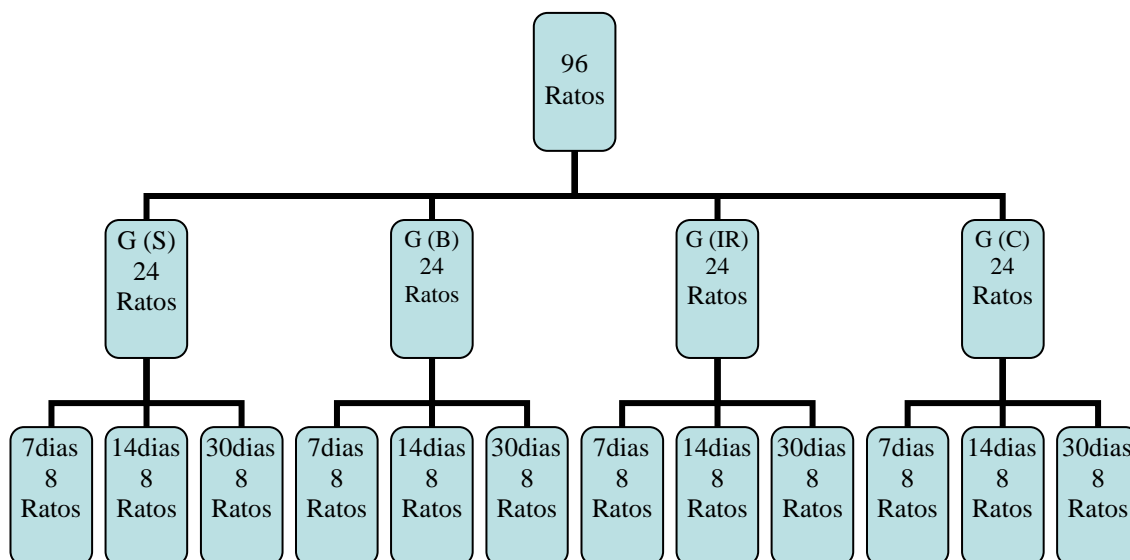 96
Ratos
G (S)
24
Ratos
G (B)
24
Ratos
G (IR)
24
Ratos
G (C)
24
Ratos
7dias
8
Ratos
14dias
8
Ratos
30dias
8
Ratos
7dias
8
Ratos
14dias
8
Ratos
30dias
8
Ratos
7dias
8
Ratos
14dias
8
Ratos
30dias
8
Ratos
7dias
8
Ratos
14dias
8
Ratos
30dias
8
Ratos